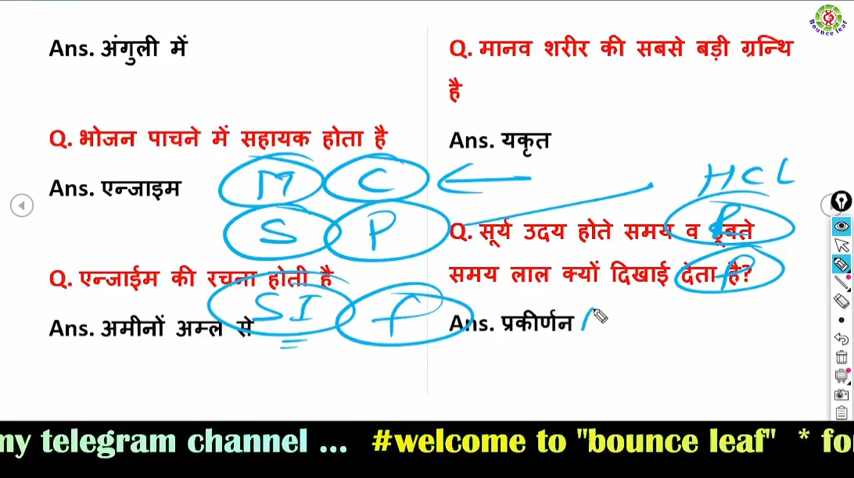 Ans. अंगुली में
Q. भोजन पाचने में सहायक होता है
Ans. एन्जाइम
M C
S P
Q. एन्जाईम की रचना होती है
SI P
Ans. अमीनों अम्ल से
Q. मानव शरीर की सबसे बड़ी ग्रन्थि
है
Ans. यकृत
HCL
Q. सूर्य उदय होते समय व डूबते
समय लाल क्यों दिखाई देता है?
P
Ans. प्रकीर्णन
Bounce leaf
my telegram channel ... #welcome to "bounce leaf" * fo